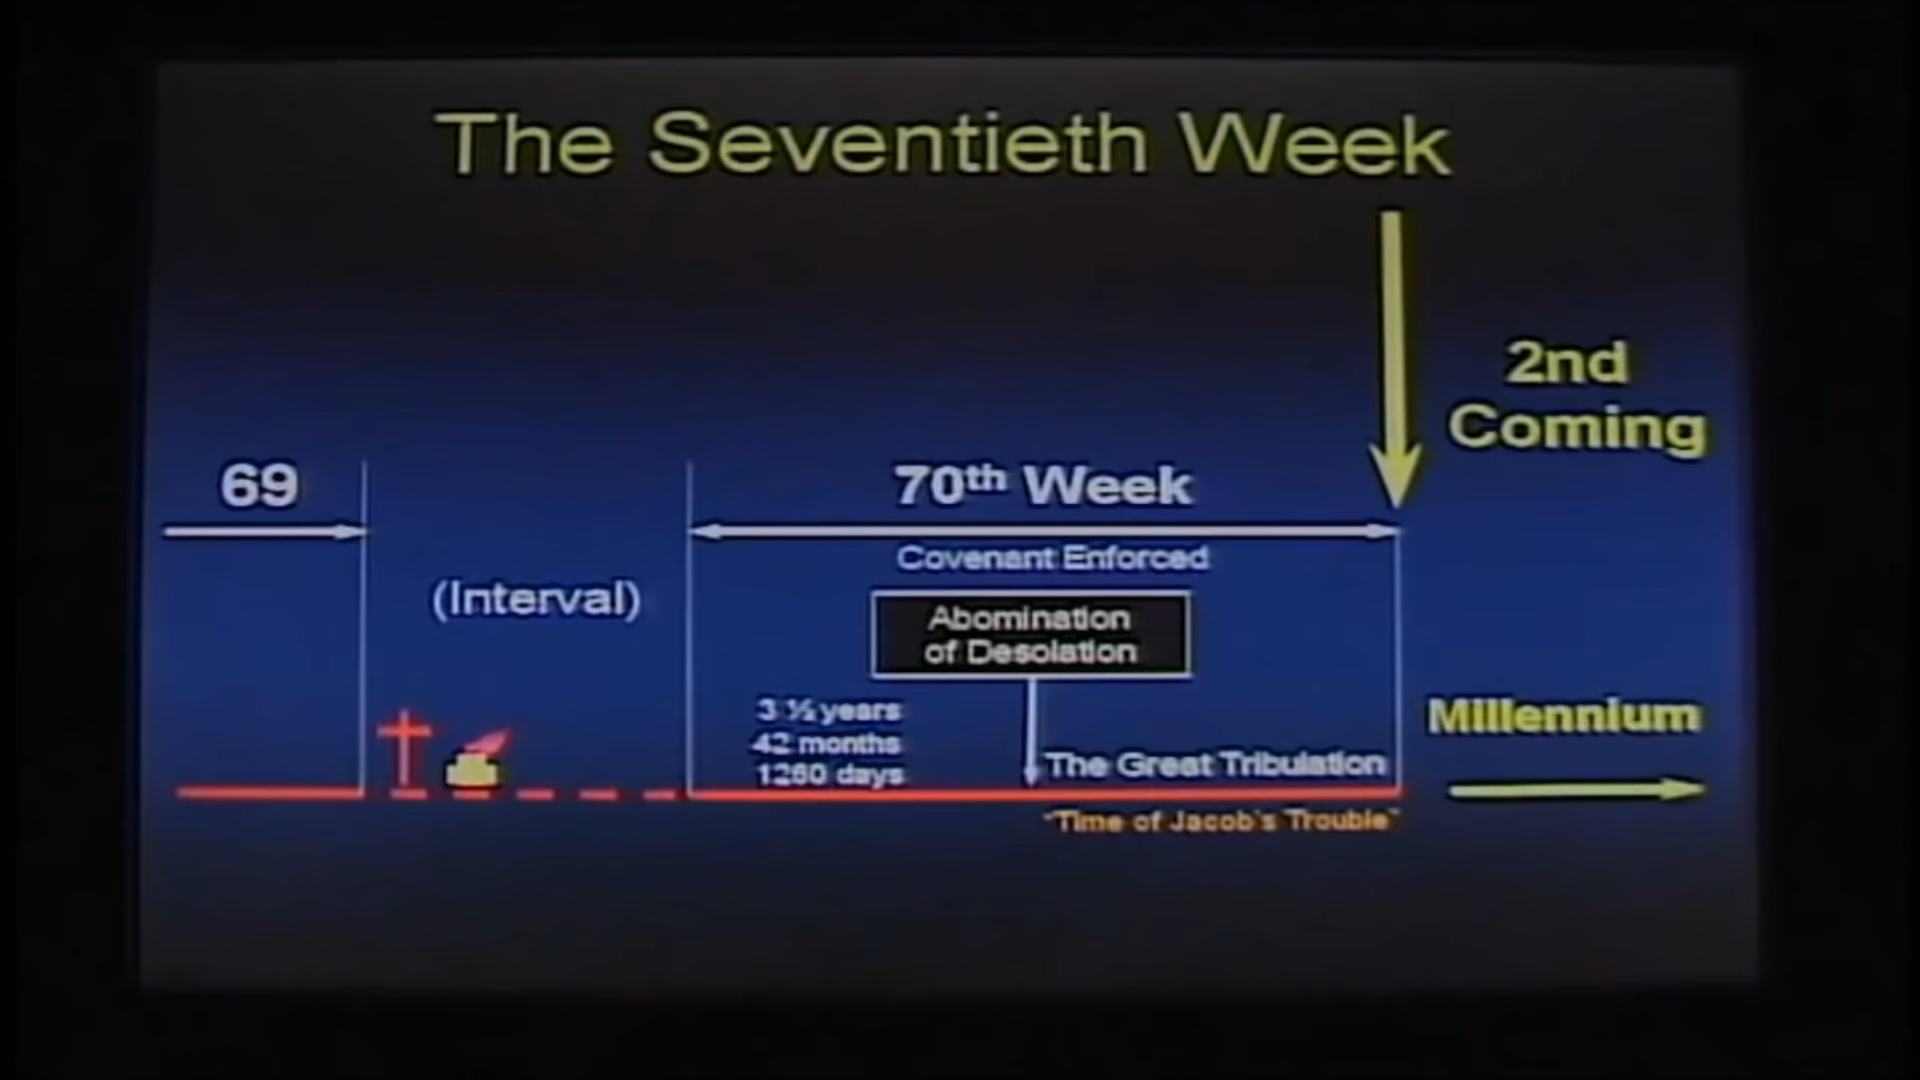 The Seventieth Week
2nd
Coming
69
70th Week
Covenant Enforced
(Interval)
Abomination
of Desolation
3 ½ years
42 months
1260 days
The Great Tribulation
Millennium
"Time of Jacob's Trouble"